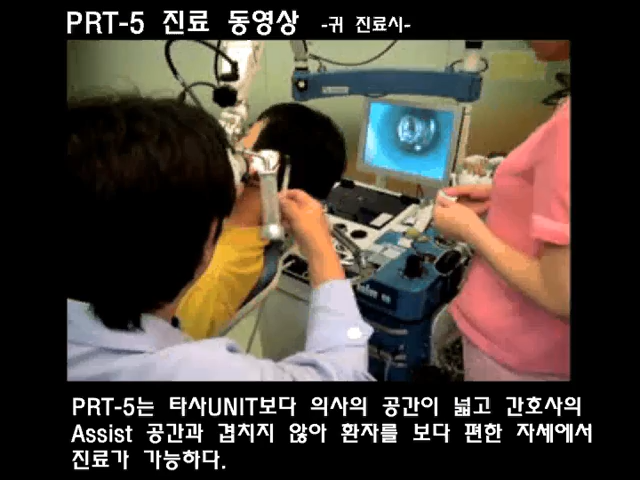 PRT-5 진료 동영상 -귀 진료시-
PRT-5는 타사UNIT보다 의사의 공간이 넓고 간호사의
Assist 공간과 겹치지 않아 환자를 보다 편한 자세에서
진료가 가능하다.